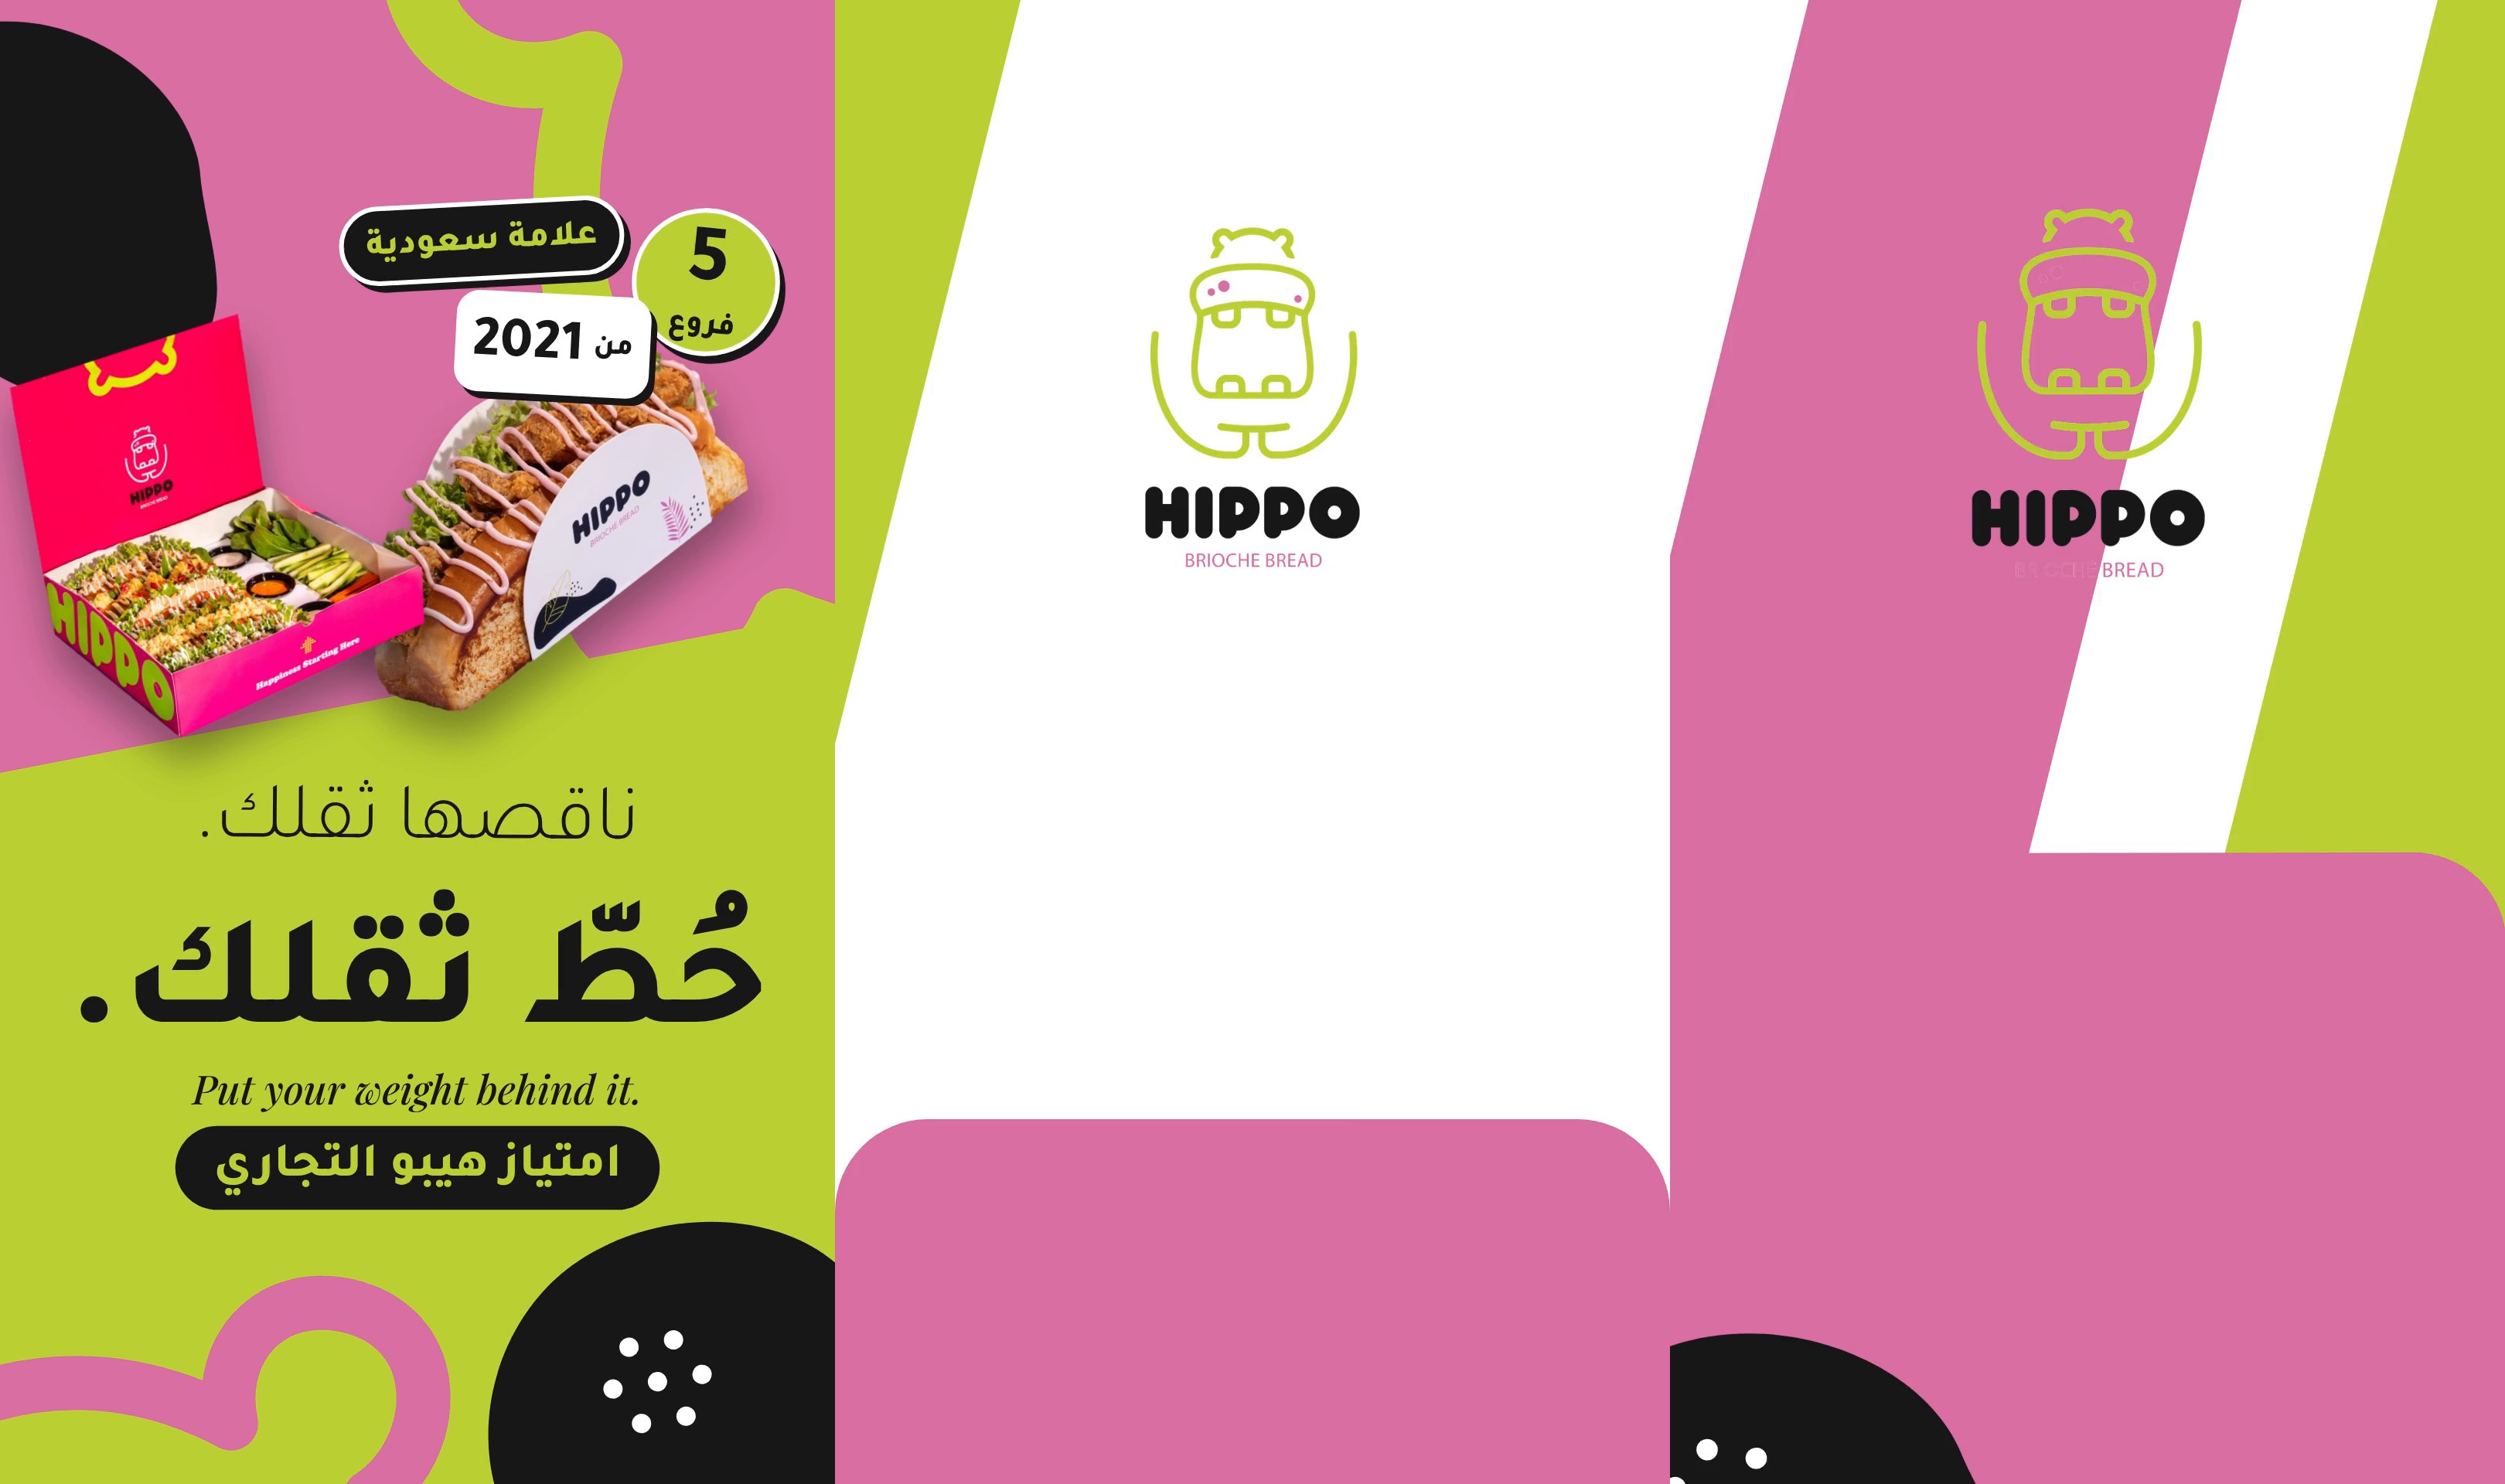 علامة سعودية
5
فروع
من 2021
HIPPO
BRIOCHE BREAD
HIPPO
BRIOCHE BREAD
HIPPO
Happiness Starting Here
ناقصها ثقلك.
حُطّ ثقلك.
Put your weight behind it.
امتياز هيبو التجاري
HIPPO
BRIOCHE BREAD
HIPPO
BRIOCHE BREAD